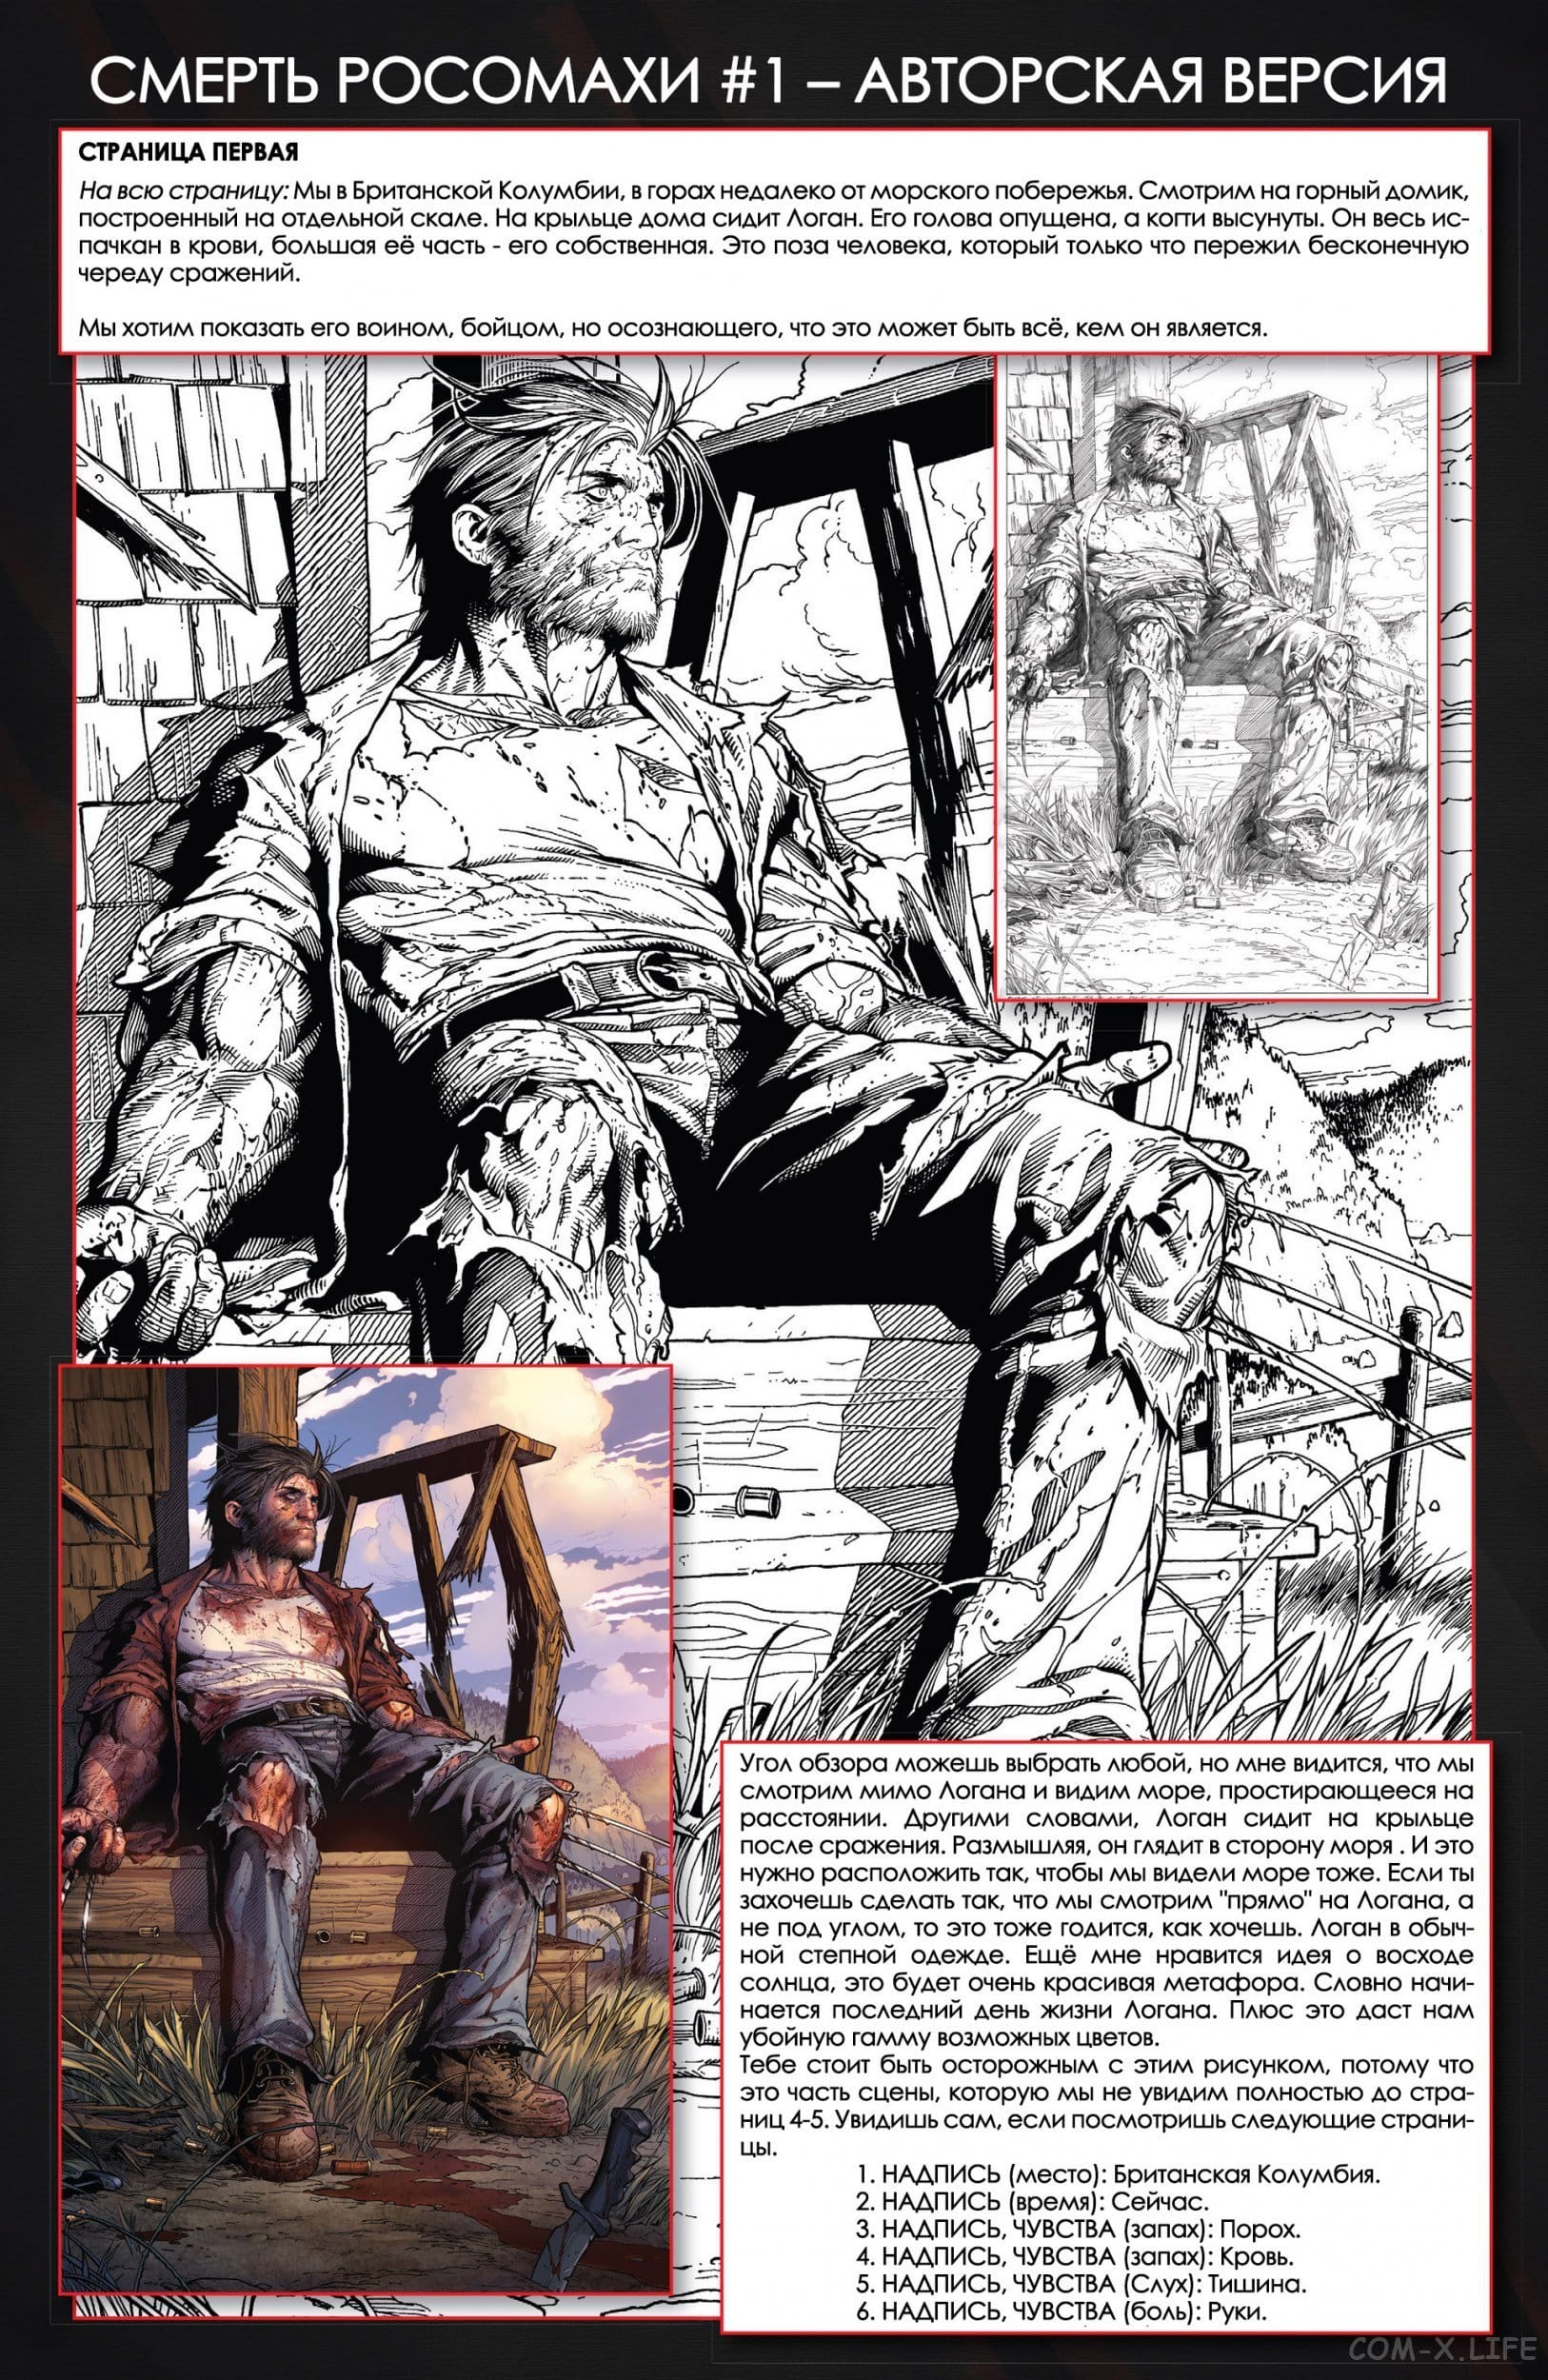 СМЕРТЬ РОСОМАХИ #1 – АВТОРСКАЯ ВЕРСИЯ
СТРАНИЦА ПЕРВАЯ
На всю страницу: Мы в Британской Колумбии, в горах недалеко от морского побережья. Смотрим на горный домик,
построенный на отдельной скале. На крыльце дома сидит Логан. Его голова опущена, а когти высунуты. Он весь ис-
пачкан в крови, большая её часть - его собственная. Это поза человека, который только что пережил бесконечную
череду сражений.
Мы хотим показать его воином, бойцом, но осознающего, что это может быть всё, кем он является.
Угол обзора можешь выбрать любой, но мне видится, что мы
смотрим мимо Логана и видим море, простирающееся на
расстоянии. Другими словами, Логан сидит на крыльце
после сражения. Размышляя, он глядит в сторону моря . И это
нужно расположить так, чтобы мы видели море тоже. Если ты
захочешь сделать так, что мы смотрим "прямо" на Логана, а
не под углом, то это тоже годится, как хочешь. Логан в обыч-
ной степной одежде. Ещё мне нравится идея о восходе
солнца, это будет очень красивая метафора. Словно начи-
нается последний день жизни Логана. Плюс это даст нам
убойную гамму возможных цветов.
Тебе стоит быть осторожным с этим рисунком, потому что
это часть сцены, которую мы не увидим полностью до стра-
ниц 4-5. Увидишь сам, если посмотришь следующие страни-
цы.
1. НАДПИСЬ (место): Британская Колумбия.
2. НАДПИСЬ (время): Сейчас.
3. НАДПИСЬ, ЧУВСТВА (запах): Порох.
4. НАДПИСЬ, ЧУВСТВА (запах): Кровь.
5. НАДПИСЬ, ЧУВСТВА (Слух): Тишина.
6. НАДПИСЬ, ЧУВСТВА (боль): Руки.
COM-X.LIFE